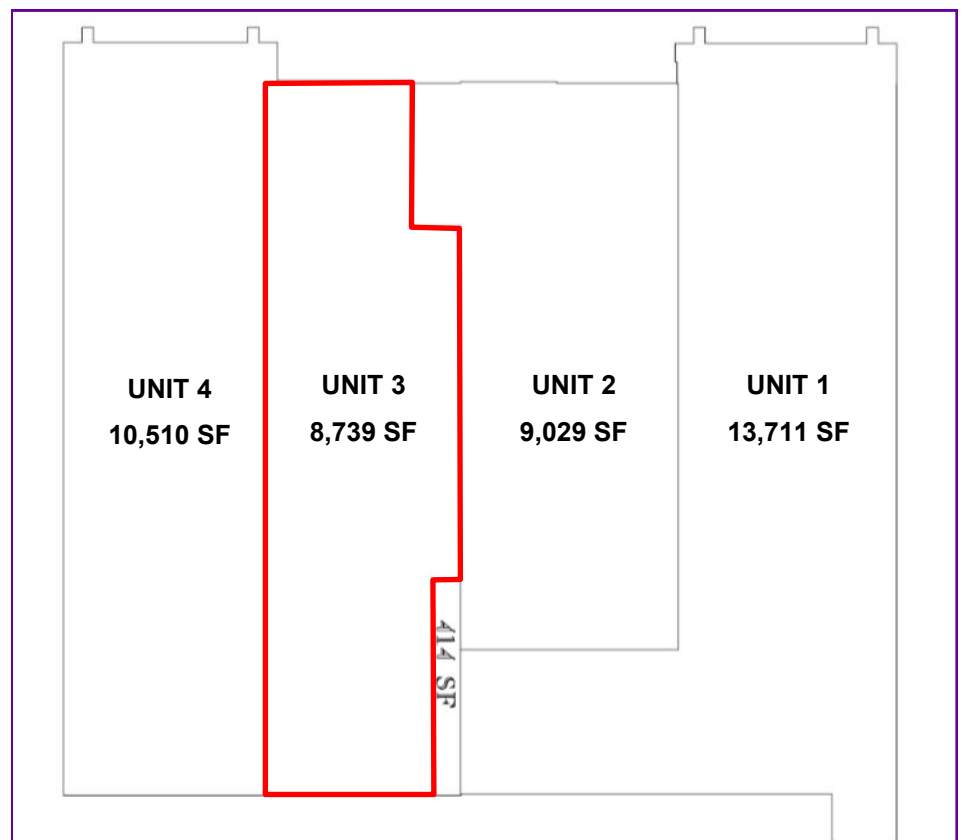 UNIT 4
10,510 SF
UNIT 3
8,739 SF
UNIT 2
9,029 SF
UNIT 1
13,711 SF
414 SF